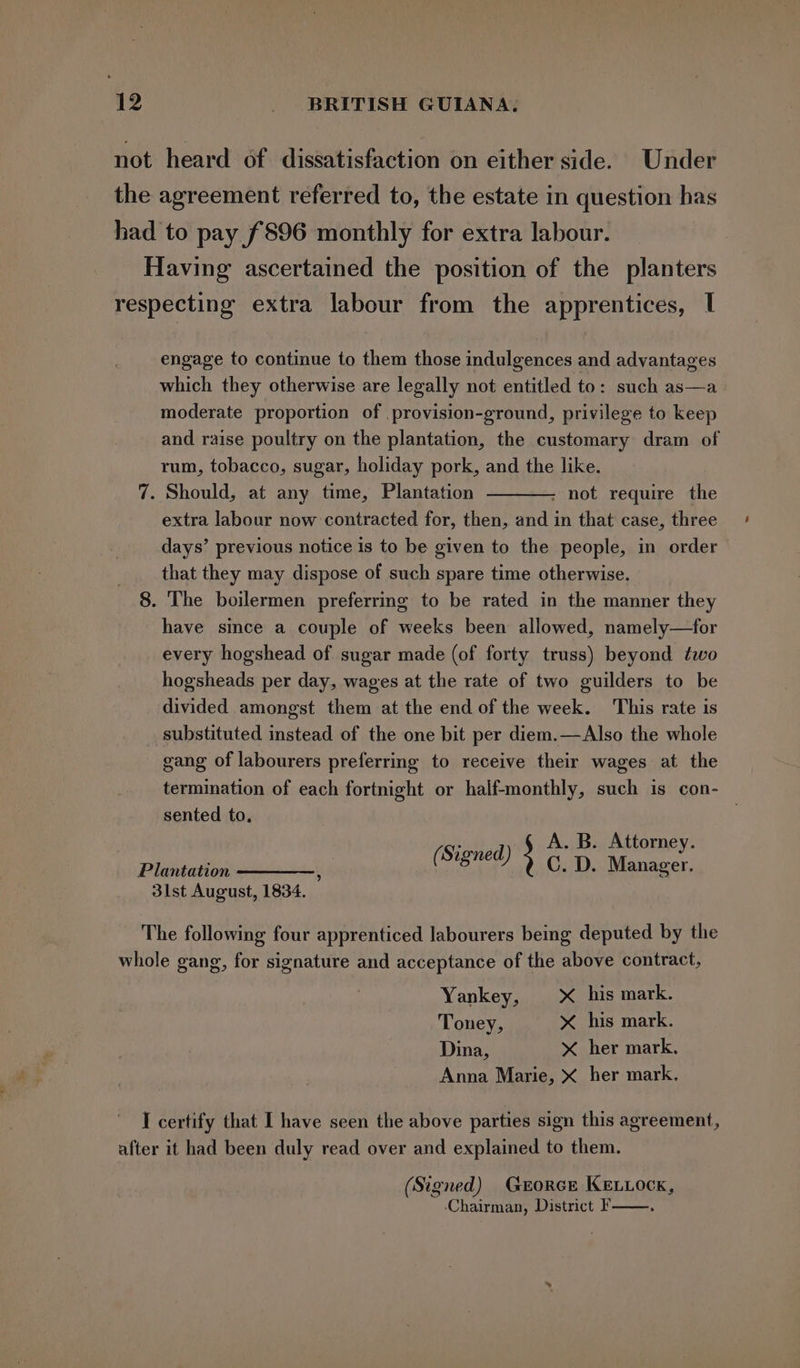 12 BRITISH GUIANA.
not heard of dissatisfaction on either side. Under
the agreement referred to, the estate in question has
had to pay ƒ896 monthly for extra labour.
Having ascertained the position of the planters
respecting extra labour from the apprentices, I
engage to continue to them those indulgences and advantages
which they otherwise are legally not entitled to: such as—a
moderate proportion of provision-ground, privilege to keep
and raise poultry on the plantation, the customary dram of
rum, tobacco, sugar, holiday pork, and the like.
7. Should, at any time, Plantation ——— not require the
extra labour now contracted for, then, and in that case, three
days’ previous notice is to be given to the people, in order
that they may dispose of such spare time otherwise.
8. The boilermen preferring to be rated in the manner they
have since a couple of weeks been allowed, namely—for
every hogshead of sugar made (of forty truss) beyond two
hogsheads per day, wages at the rate of two guilders to be
divided amongst them at the end of the week. This rate is
substituted instead of the one bit per diem.—Also the whole
gang of labourers preferring to receive their wages at the
termination of each fortnight or half-monthly, such is con-
sented to.
(Signed) { A. B. Attorney.
C. D. Manager.
Plantation ———,
31st August, 1834.
The following four apprenticed labourers being deputed by the
whole gang, for signature and acceptance of the above contract,
Yankey, × his mark.
Toney, × his mark.
Dina, × her mark.
Anna Marie, × her mark.
I certify that I have seen the above parties sign this agreement,
after it had been duly read over and explained to them.
(Signed) George Kellock,
Chairman, District F——.